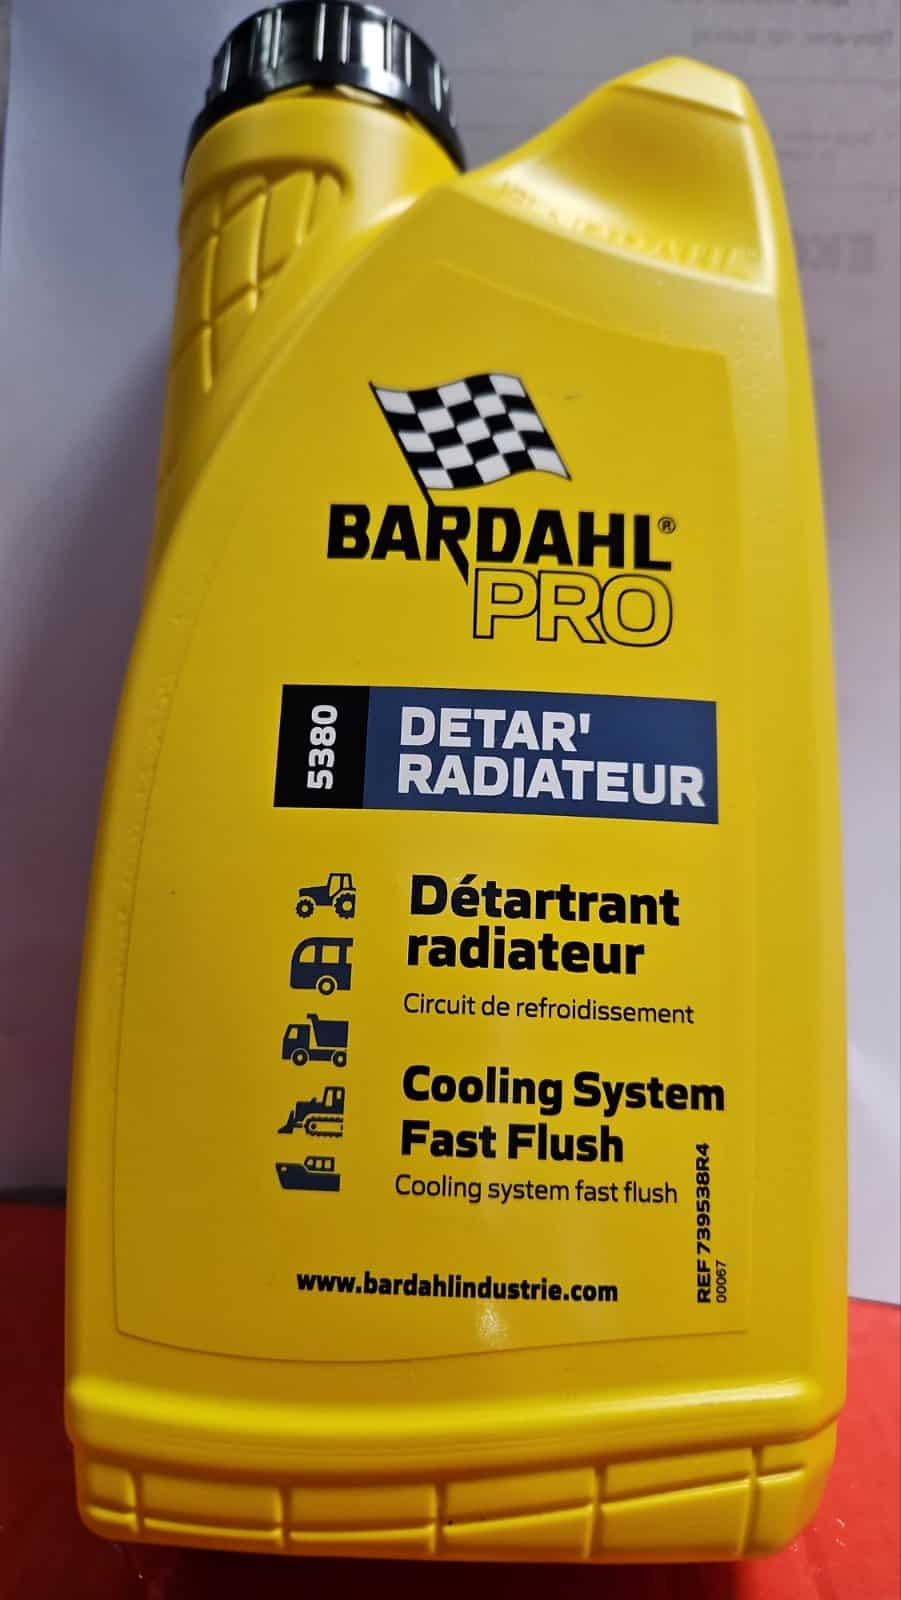 BARDAHL®
PRO
5380
DETAR'
RADIATEUR
Détartrant
radiateur
Circuit de refroidissement
Cooling System
Fast Flush
Cooling system fast flush
www.bardahlindustrie.com
REF 739538R4
00067